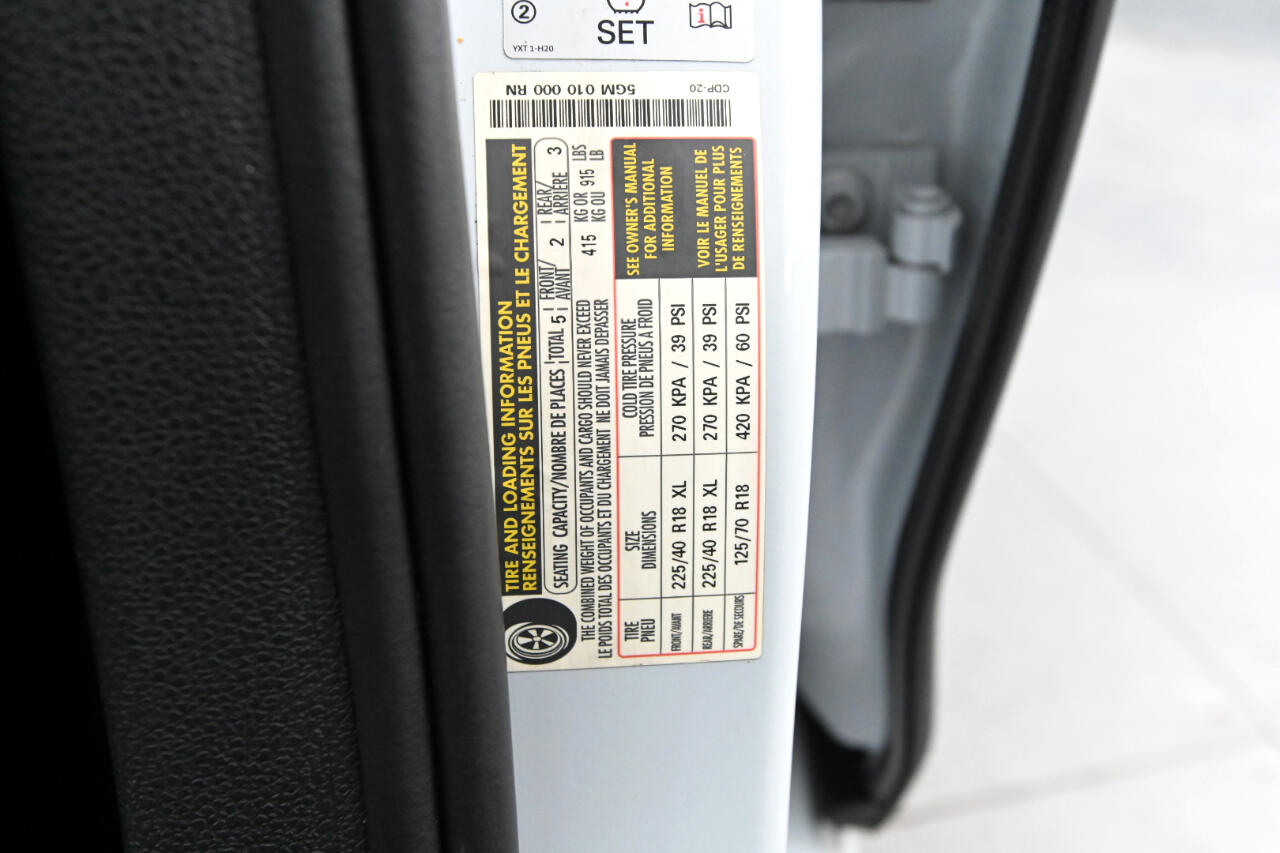 2
SET
YXT 1-H20
CDP-20
5GM 010 000 RN
TIRE AND LOADING INFORMATION
RENSEIGNEMENTS SUR LES PNEUS ET LE CHARGEMENT
SEATING CAPACITY/NOMBRE DE PLACES TOTAL 5 FRONT/AVANT 2 REAR/ARRIÈRE 3
THE COMBINED WEIGHT OF OCCUPANTS AND CARGO SHOULD NEVER EXCEED
LE POIDS TOTAL DES OCCUPANTS ET DU CHARGEMENT NE DOIT JAMAIS DEPASSER
415 KG OR 915 LBS
KG OU LB
TIRE SIZE COLD TIRE PRESSURE
PNEU DIMENSIONS PRESSION DE PNEUS A FROID
FRONT/AVANT 225/40 R18 XL 270 KPA / 39 PSI
REAR/ARRIERE 225/40 R18 XL 270 KPA / 39 PSI
SPARE/DE SECOURS 125/70 R18 420 KPA / 60 PSI
SEE OWNER'S MANUAL
FOR ADDITIONAL
INFORMATION
VOIR LE MANUEL DE
L'USAGER POUR PLUS
DE RENSEIGNEMENTS